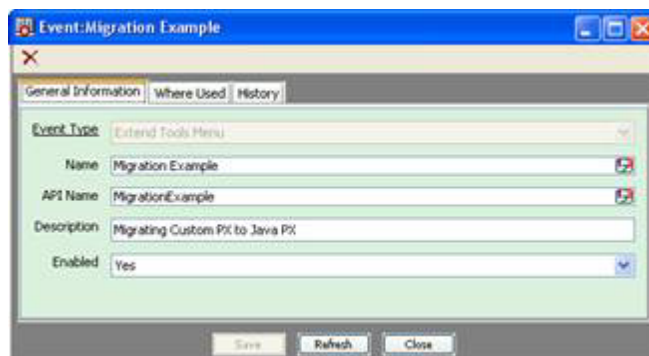 Event:Migration Example
General Information Where Used History
Event Type Extend Tools Menu
Name Migration Example
API Name MigrationExample
Description Migrating Custom PX to Java PX
Enabled Yes
Save Refresh Close